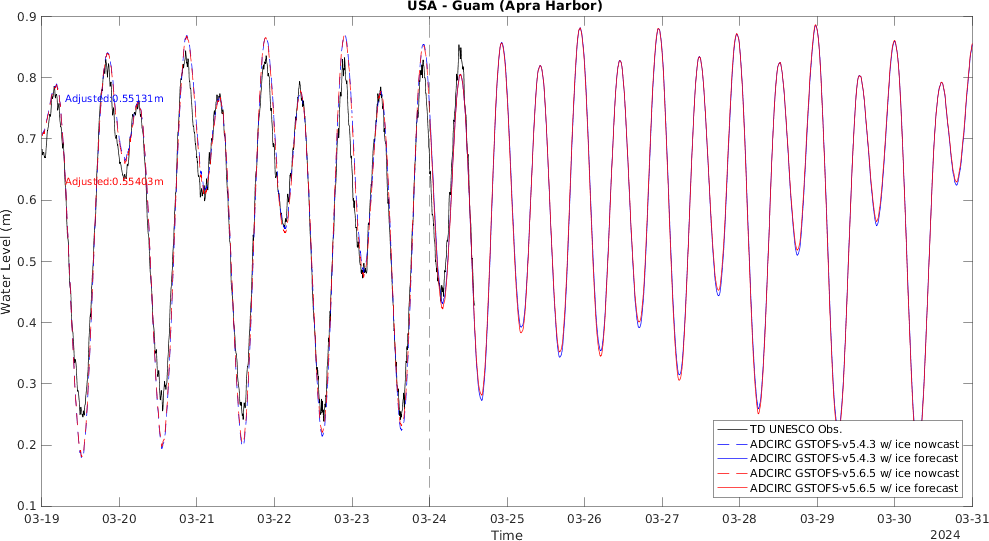 USA - Guam (Apra Harbor)
0.9
0.8
0.7
0.6
0.5
0.4
0.3
0.2
0.1
Water Level (m)
Adjusted:0.55131m
Adjusted:0.55403m
TD UNESCO Obs.
ADCIRC GSTOFS-v5.4.3 w/ ice nowcast
ADCIRC GSTOFS-v5.4.3 w/ ice forecast
ADCIRC GSTOFS-v5.6.5 w/ ice nowcast
ADCIRC GSTOFS-v5.6.5 w/ ice forecast
03-19 03-20 03-21 03-22 03-23 03-24 03-25 03-26 03-27 03-28 03-29 03-30 03-31
Time
2024